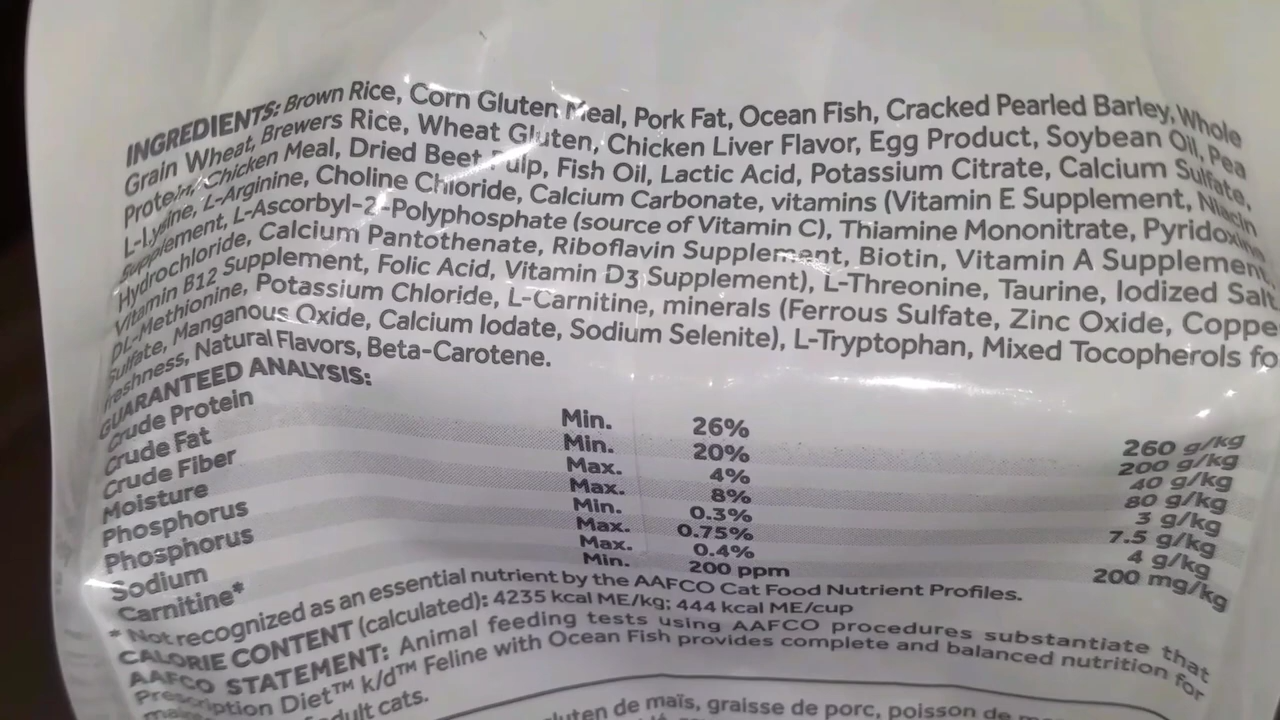 INGREDIENTS: Brown Rice, Corn Gluten Meal, Pork Fat, Ocean Fish, Cracked Pearled Barley, Whole
Grain Wheat, Brewers Rice, Wheat Gluten, Chicken Liver Flavor, Egg Product, Soybean Oil, Pea
Protein, Chicken Meal, Dried Beet Pulp, Fish Oil, Lactic Acid, Potassium Citrate, Calcium Sulfate,
L-Lysine, L-Arginine, Choline Chloride, Calcium Carbonate, vitamins (Vitamin E Supplement, Niacin
Supplement, L-Ascorbyl-2-Polyphosphate (source of Vitamin C), Thiamine Mononitrate, Pyridoxine
Hydrochloride, Calcium Pantothenate, Riboflavin Supplement, Biotin, Vitamin A Supplement,
Vitamin B12 Supplement, Folic Acid, Vitamin D3 Supplement), L-Threonine, Taurine, Iodized Salt
DL-Methionine, Potassium Chloride, L-Carnitine, minerals (Ferrous Sulfate, Zinc Oxide, Coppe
Sulfate, Manganous Oxide, Calcium Iodate, Sodium Selenite), L-Tryptophan, Mixed Tocopherols fo
freshness, Natural Flavors, Beta-Carotene.
GUARANTEED ANALYSIS:
Crude Protein Min. 26% 260 g/kg
Crude Fat Min. 20% 200 g/kg
Crude Fiber Max. 4% 40 g/kg
Moisture Max. 8% 80 g/kg
Phosphorus Min. 0.3% 3 g/kg
Phosphorus Max. 0.75% 7.5 g/kg
Sodium Max. 0.4% 4 g/kg
Carnitine* Min. 200 ppm 200 mg/kg
* Not recognized as an essential nutrient by the AAFCO Cat Food Nutrient Profiles.
CALORIE CONTENT (calculated): 4235 kcal ME/kg; 444 kcal ME/cup
AAFCO STATEMENT: Animal feeding tests using AAFCO procedures substantiate that
Prescription Diet™ k/d™ Feline with Ocean Fish provides complete and balanced nutrition for
adult cats.
gluten de maïs, graisse de porc, poisson de